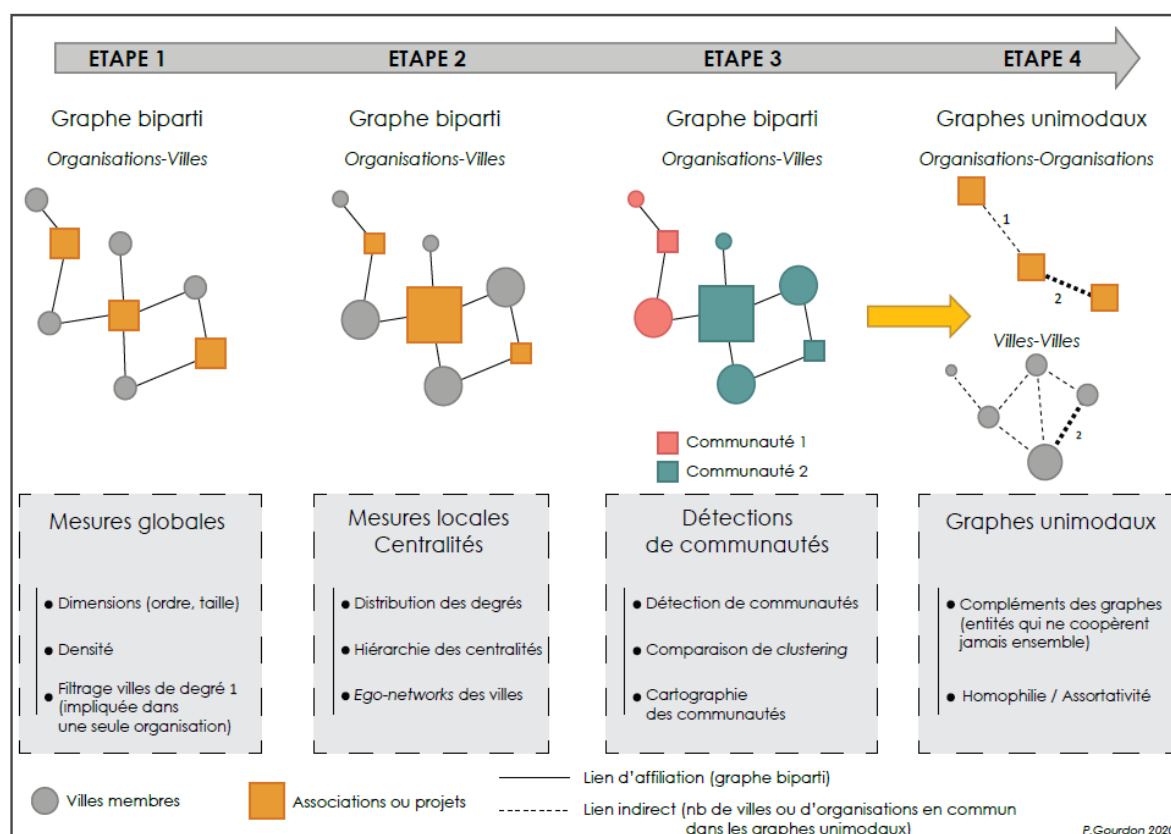 ETAPE 1
ETAPE 2
ETAPE 3
ETAPE 4
Graphe biparti
Organisations-Villes
Graphe biparti
Organisations-Villes
Graphe biparti
Organisations-Villes
Communauté 1
Communauté 2
Graphes unimodaux
Organisations-Organisations
1
2
Villes-Villes
2
Mesures globales
● Dimensions (ordre, taille)
● Densité
● Filtrage villes de degré 1
(impliquée dans
une seule organisation)
Mesures locales
Centralités
● Distribution des degrés
● Hiérarchie des centralités
● Ego-networks des villes
Détections
de communautés
● Détection de communautés
● Comparaison de clustering
● Cartographie
des communautés
Graphes unimodaux
● Compléments des graphes
(entités qui ne coopèrent
jamais ensemble)
● Homophilie / Assortativité
Villes membres
Associations ou projets
Lien d'affiliation (graphe biparti)
Lien indirect (nb de villes ou d'organisations en commun
dans les graphes unimodaux)
P.Gourdon 2020